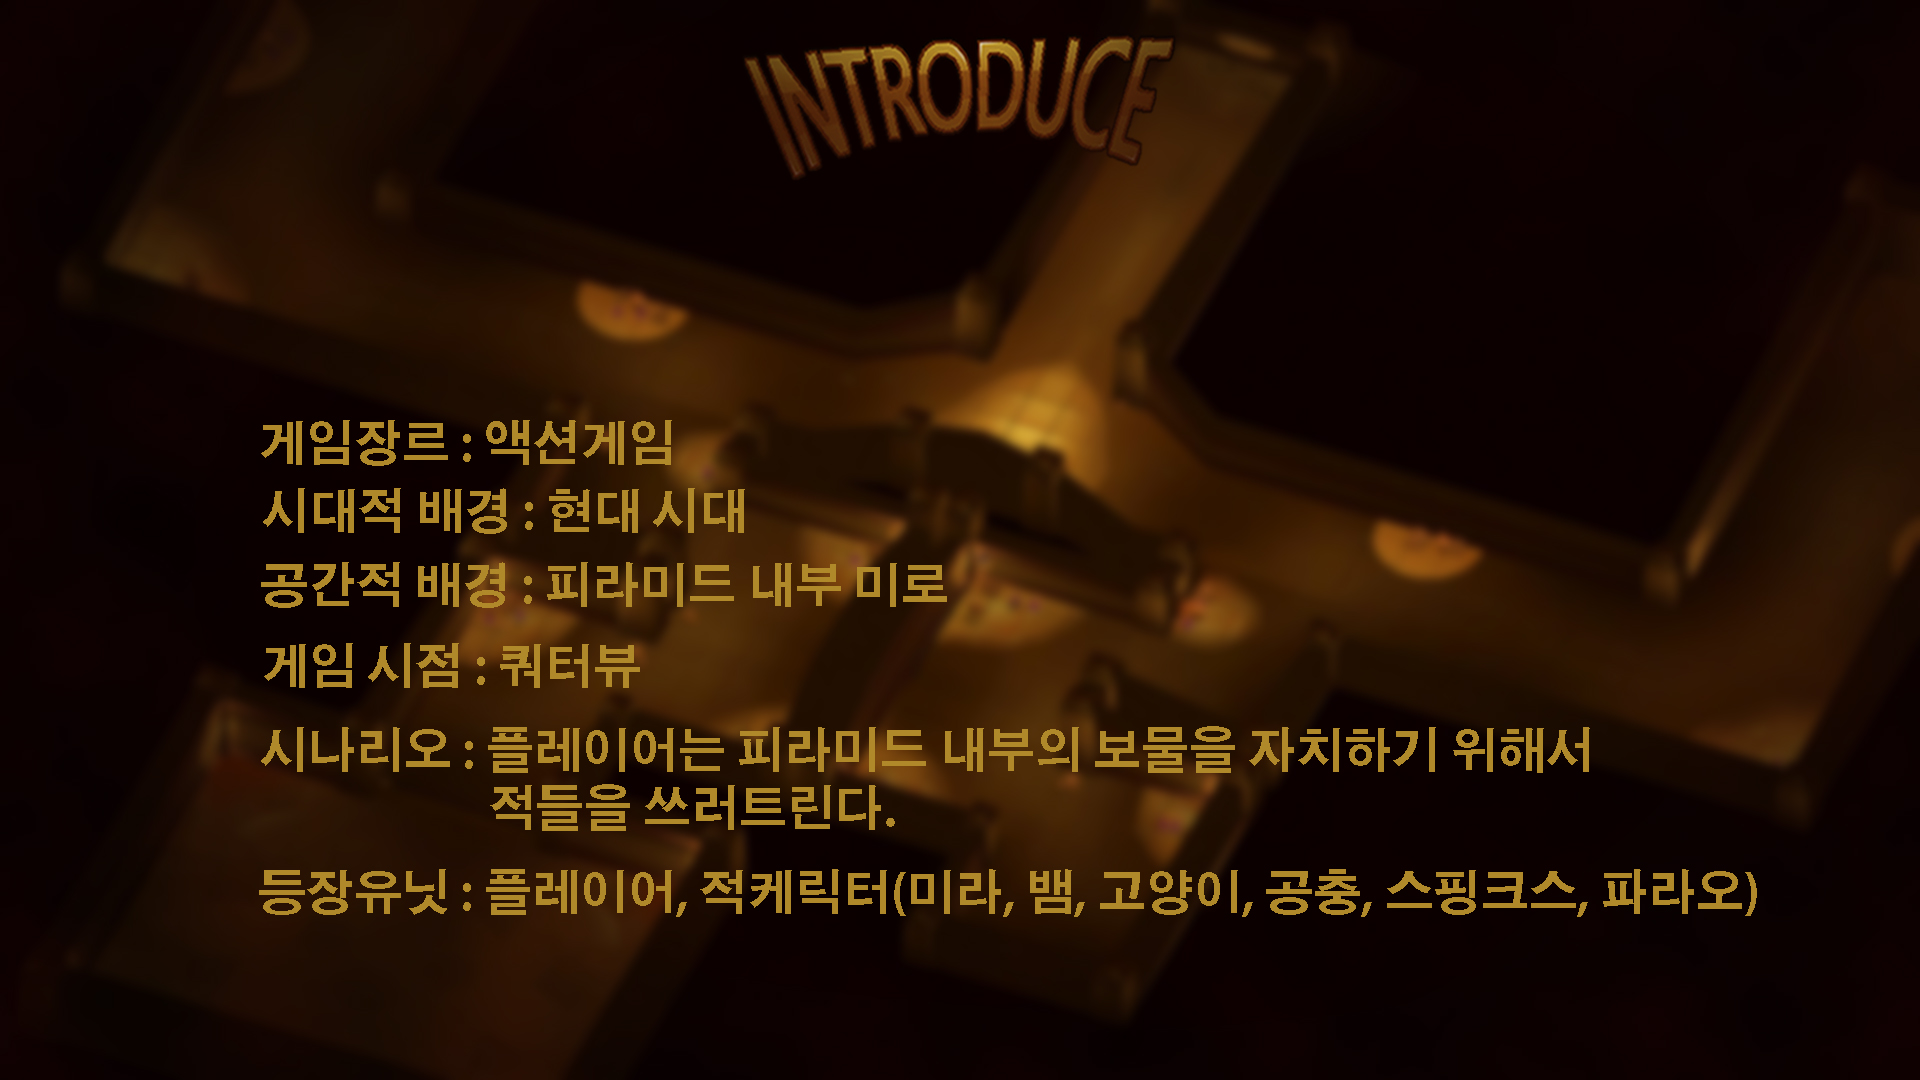 INTRODUCE
게임장르 : 액션게임
시대적 배경 : 현대 시대
공간적 배경 : 피라미드 내부 미로
게임 시점 : 쿼터뷰
시나리오 : 플레이어는 피라미드 내부의 보물을 자치하기 위해서
적들을 쓰러트린다.
등장유닛 : 플레이어, 적케릭터(미라, 뱀, 고양이, 공충, 스핑크스, 파라오)